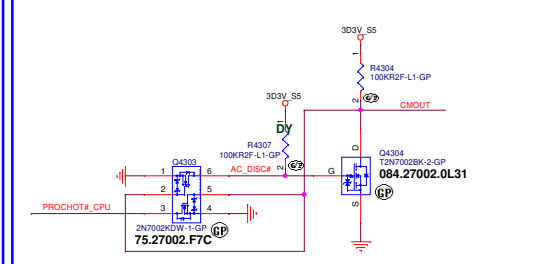 3D3V_S5
1
R4304
100KR2F-L1-GP
2
CMOUT
3D3V_S5
1
DY
R4307
100KR2F-L1-GP
2
AC_DISC#
Q4303
1
6
2
5
3
4
PROCHOT#_CPU
2N7002KDW-1-GP
GP
75.27002.F7C
D
G
S
Q4304
T2N7002BK-2-GP
084.27002.0L31
GP